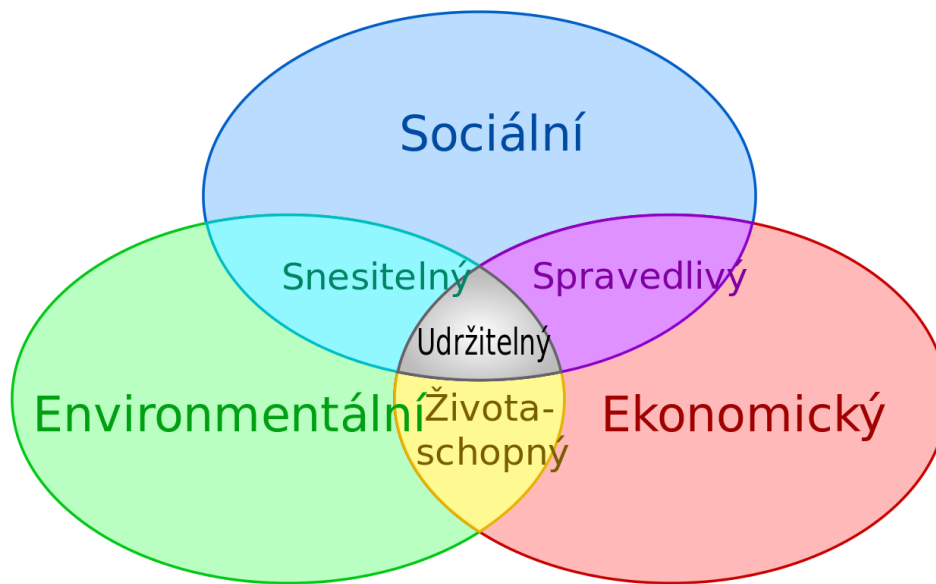 Sociální
Snesitelný
Spravedlivý
Udržitelný
Environmentální
Života-
schopný
Ekonomický